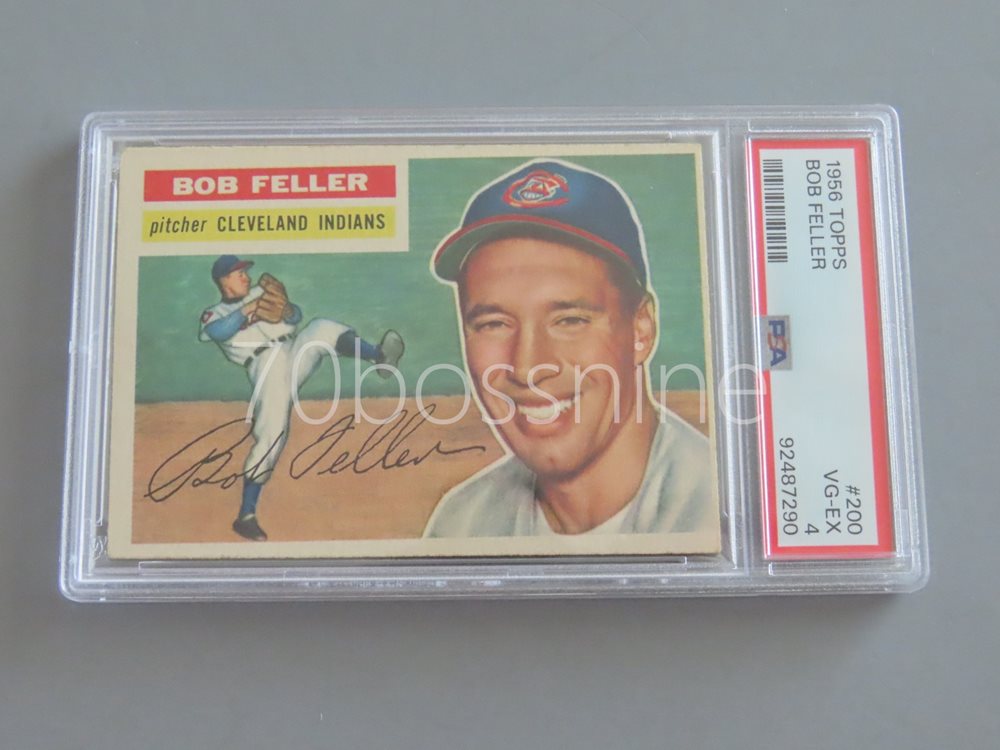 BOB FELLER
pitcher CLEVELAND INDIANS
Bob Feller
70bossnine
1956 TOPPS
BOB FELLER
PSA
#200
VG-EX 4
92487290